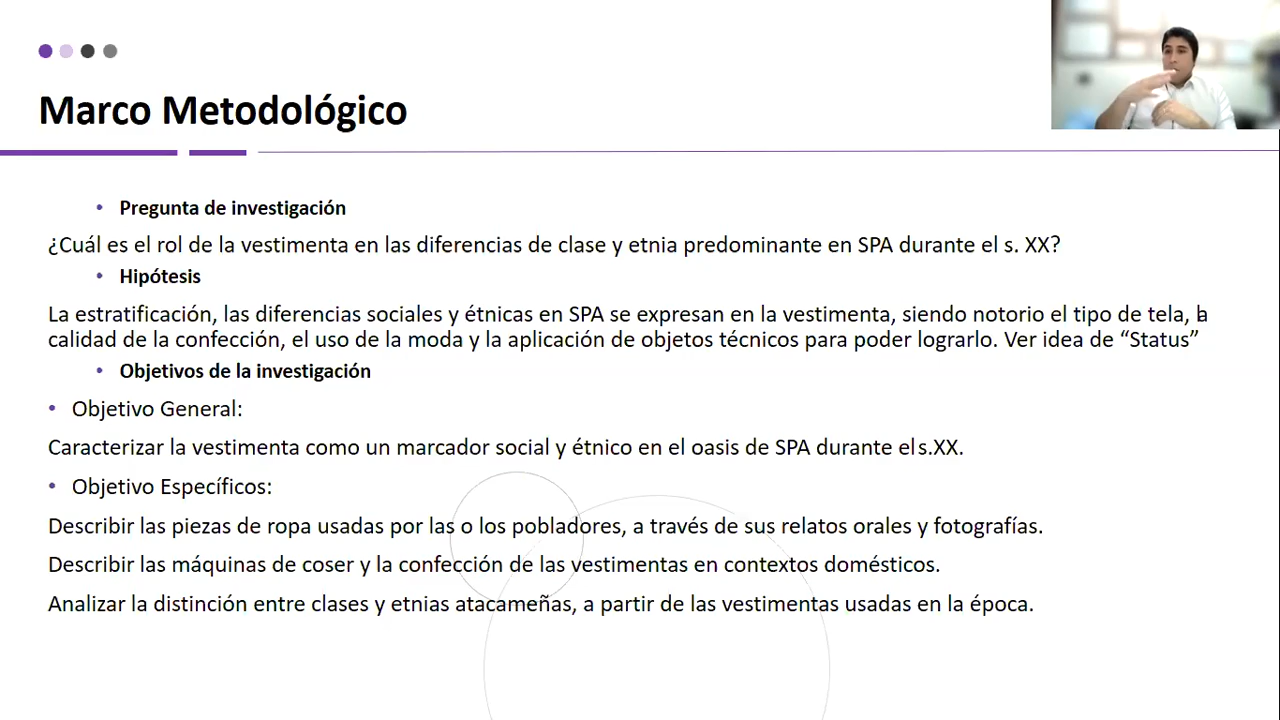 Marco Metodológico
• Pregunta de investigación
¿Cuál es el rol de la vestimenta en las diferencias de clase y etnia predominante en SPA durante el s. XX?
• Hipótesis
La estratificación, las diferencias sociales y étnicas en SPA se expresan en la vestimenta, siendo notorio el tipo de tela, la
calidad de la confección, el uso de la moda y la aplicación de objetos técnicos para poder lograrlo. Ver idea de “Status”
• Objetivos de la investigación
• Objetivo General:
Caracterizar la vestimenta como un marcador social y étnico en el oasis de SPA durante el s.XX.
• Objetivo Específicos:
Describir las piezas de ropa usadas por las o los pobladores, a través de sus relatos orales y fotografías.
Describir las máquinas de coser y la confección de las vestimentas en contextos domésticos.
Analizar la distinción entre clases y etnias atacameñas, a partir de las vestimentas usadas en la época.